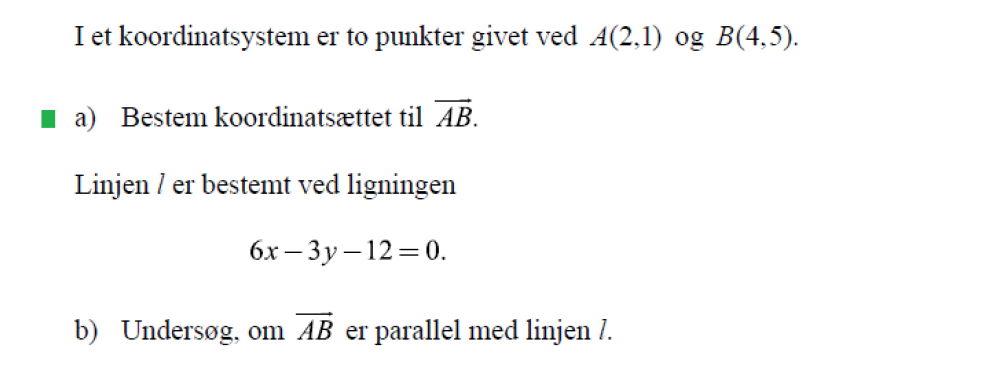 I et koordinatsystem er to punkter givet ved A(2,1) og B(4,5).
a) Bestem koordinatsættet til $\overrightarrow{AB}$.
Linjen l er bestemt ved ligningen
6x – 3y – 12 = 0.
b) Undersøg, om $\overrightarrow{AB}$ er parallel med linjen l.